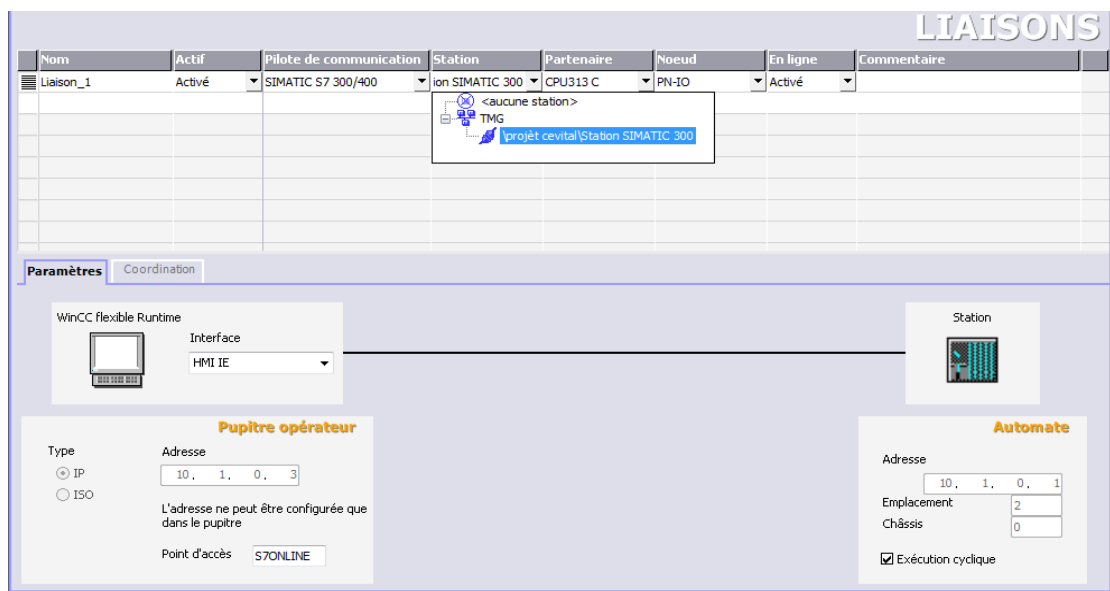 LIAISONS
Nom Actif Pilote de communication Station Partenaire Noeud En ligne Commentaire
Liaison_1 Activé SIMATIC S7 300/400 ion SIMATIC 300 CPU313 C PN-IO Activé
<aucune station>
TMG
\projèt cevital\Station SIMATIC 300
Paramètres Coordination
WinCC flexible Runtime
Interface
HMI IE
Station
Pupitre opérateur
Type Adresse
IP 10, 1, 0, 3
ISO
L'adresse ne peut être configurée que
dans le pupitre
Point d'accès S7ONLINE
Automate
Adresse
10, 1, 0, 1
Emplacement 2
Châssis 0
Exécution cyclique